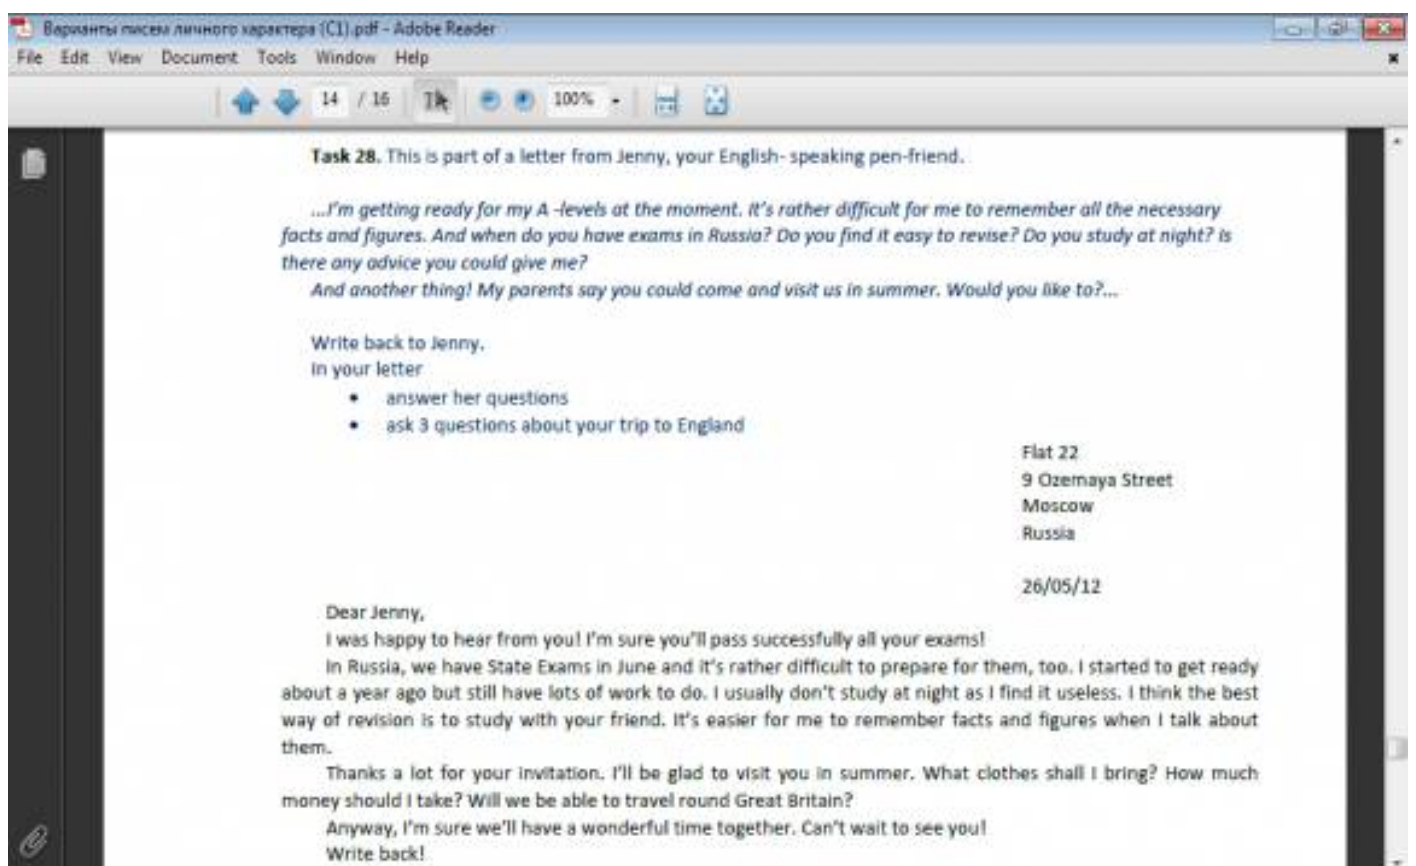 Варианты писем личного характера (C1).pdf - Adobe Reader
File Edit View Document Tools Window Help
14 / 16 100%
Task 28. This is part of a letter from Jenny, your English- speaking pen-friend.
...I'm getting ready for my A -levels at the moment. It's rather difficult for me to remember all the necessary
facts and figures. And when do you have exams in Russia? Do you find it easy to revise? Do you study at night? Is
there any advice you could give me?
And another thing! My parents say you could come and visit us in summer. Would you like to?...
Write back to Jenny.
In your letter
• answer her questions
• ask 3 questions about your trip to England
Flat 22
9 Ozernaya Street
Moscow
Russia
26/05/12
Dear Jenny,
I was happy to hear from you! I'm sure you'll pass successfully all your exams!
In Russia, we have State Exams in June and it's rather difficult to prepare for them, too. I started to get ready
about a year ago but still have lots of work to do. I usually don't study at night as I find it useless. I think the best
way of revision is to study with your friend. It's easier for me to remember facts and figures when I talk about
them.
Thanks a lot for your invitation. I'll be glad to visit you in summer. What clothes shall I bring? How much
money should I take? Will we be able to travel round Great Britain?
Anyway, I'm sure we'll have a wonderful time together. Can't wait to see you!
Write back!